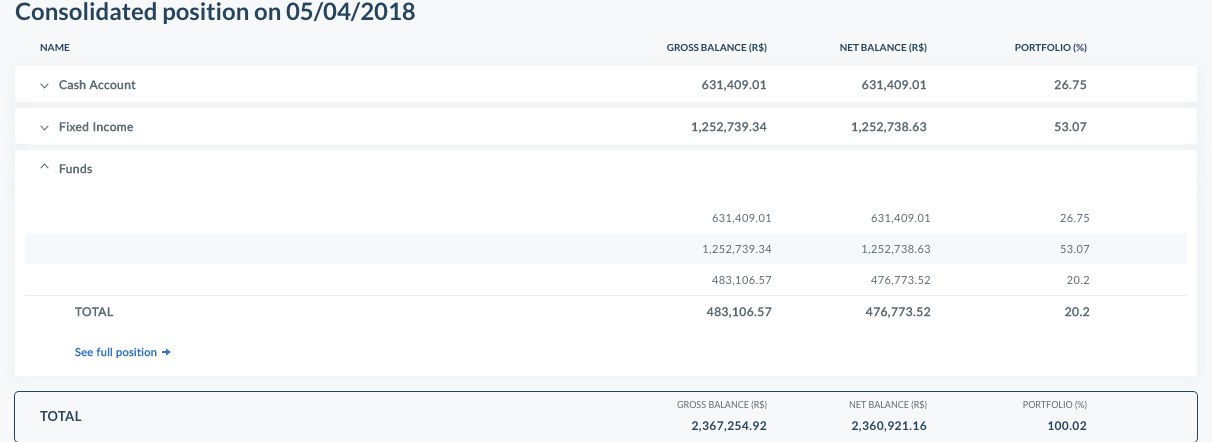 Consolidated position on 05/04/2018
NAME GROSS BALANCE (R$) NET BALANCE (R$) PORTFOLIO (%)
Cash Account 631,409.01 631,409.01 26.75
Fixed Income 1,252,739.34 1,252,738.63 53.07
Funds
631,409.01 631,409.01 26.75
1,252,739.34 1,252,738.63 53.07
483,106.57 476,773.52 20.2
TOTAL 483,106.57 476,773.52 20.2
See full position →
GROSS BALANCE (R$) NET BALANCE (R$) PORTFOLIO (%)
TOTAL 2,367,254.92 2,360,921.16 100.02